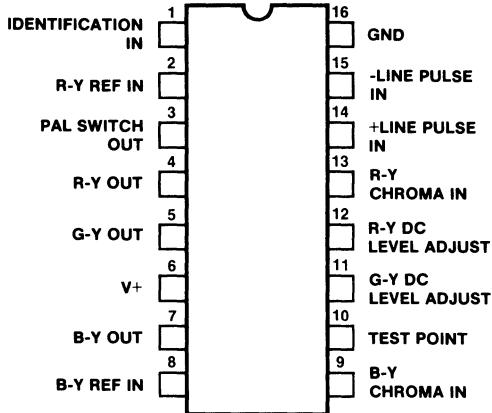 1
IDENTIFICATION
IN
2
R-Y REF IN
3
PAL SWITCH
OUT
4
R-Y OUT
5
G-Y OUT
6
V+
7
B-Y OUT
8
B-Y REF IN
16
GND
15
-LINE PULSE
IN
14
+LINE PULSE
IN
13
R-Y
CHROMA IN
12
R-Y DC
LEVEL ADJUST
11
G-Y DC
LEVEL ADJUST
10
TEST POINT
9
B-Y
CHROMA IN